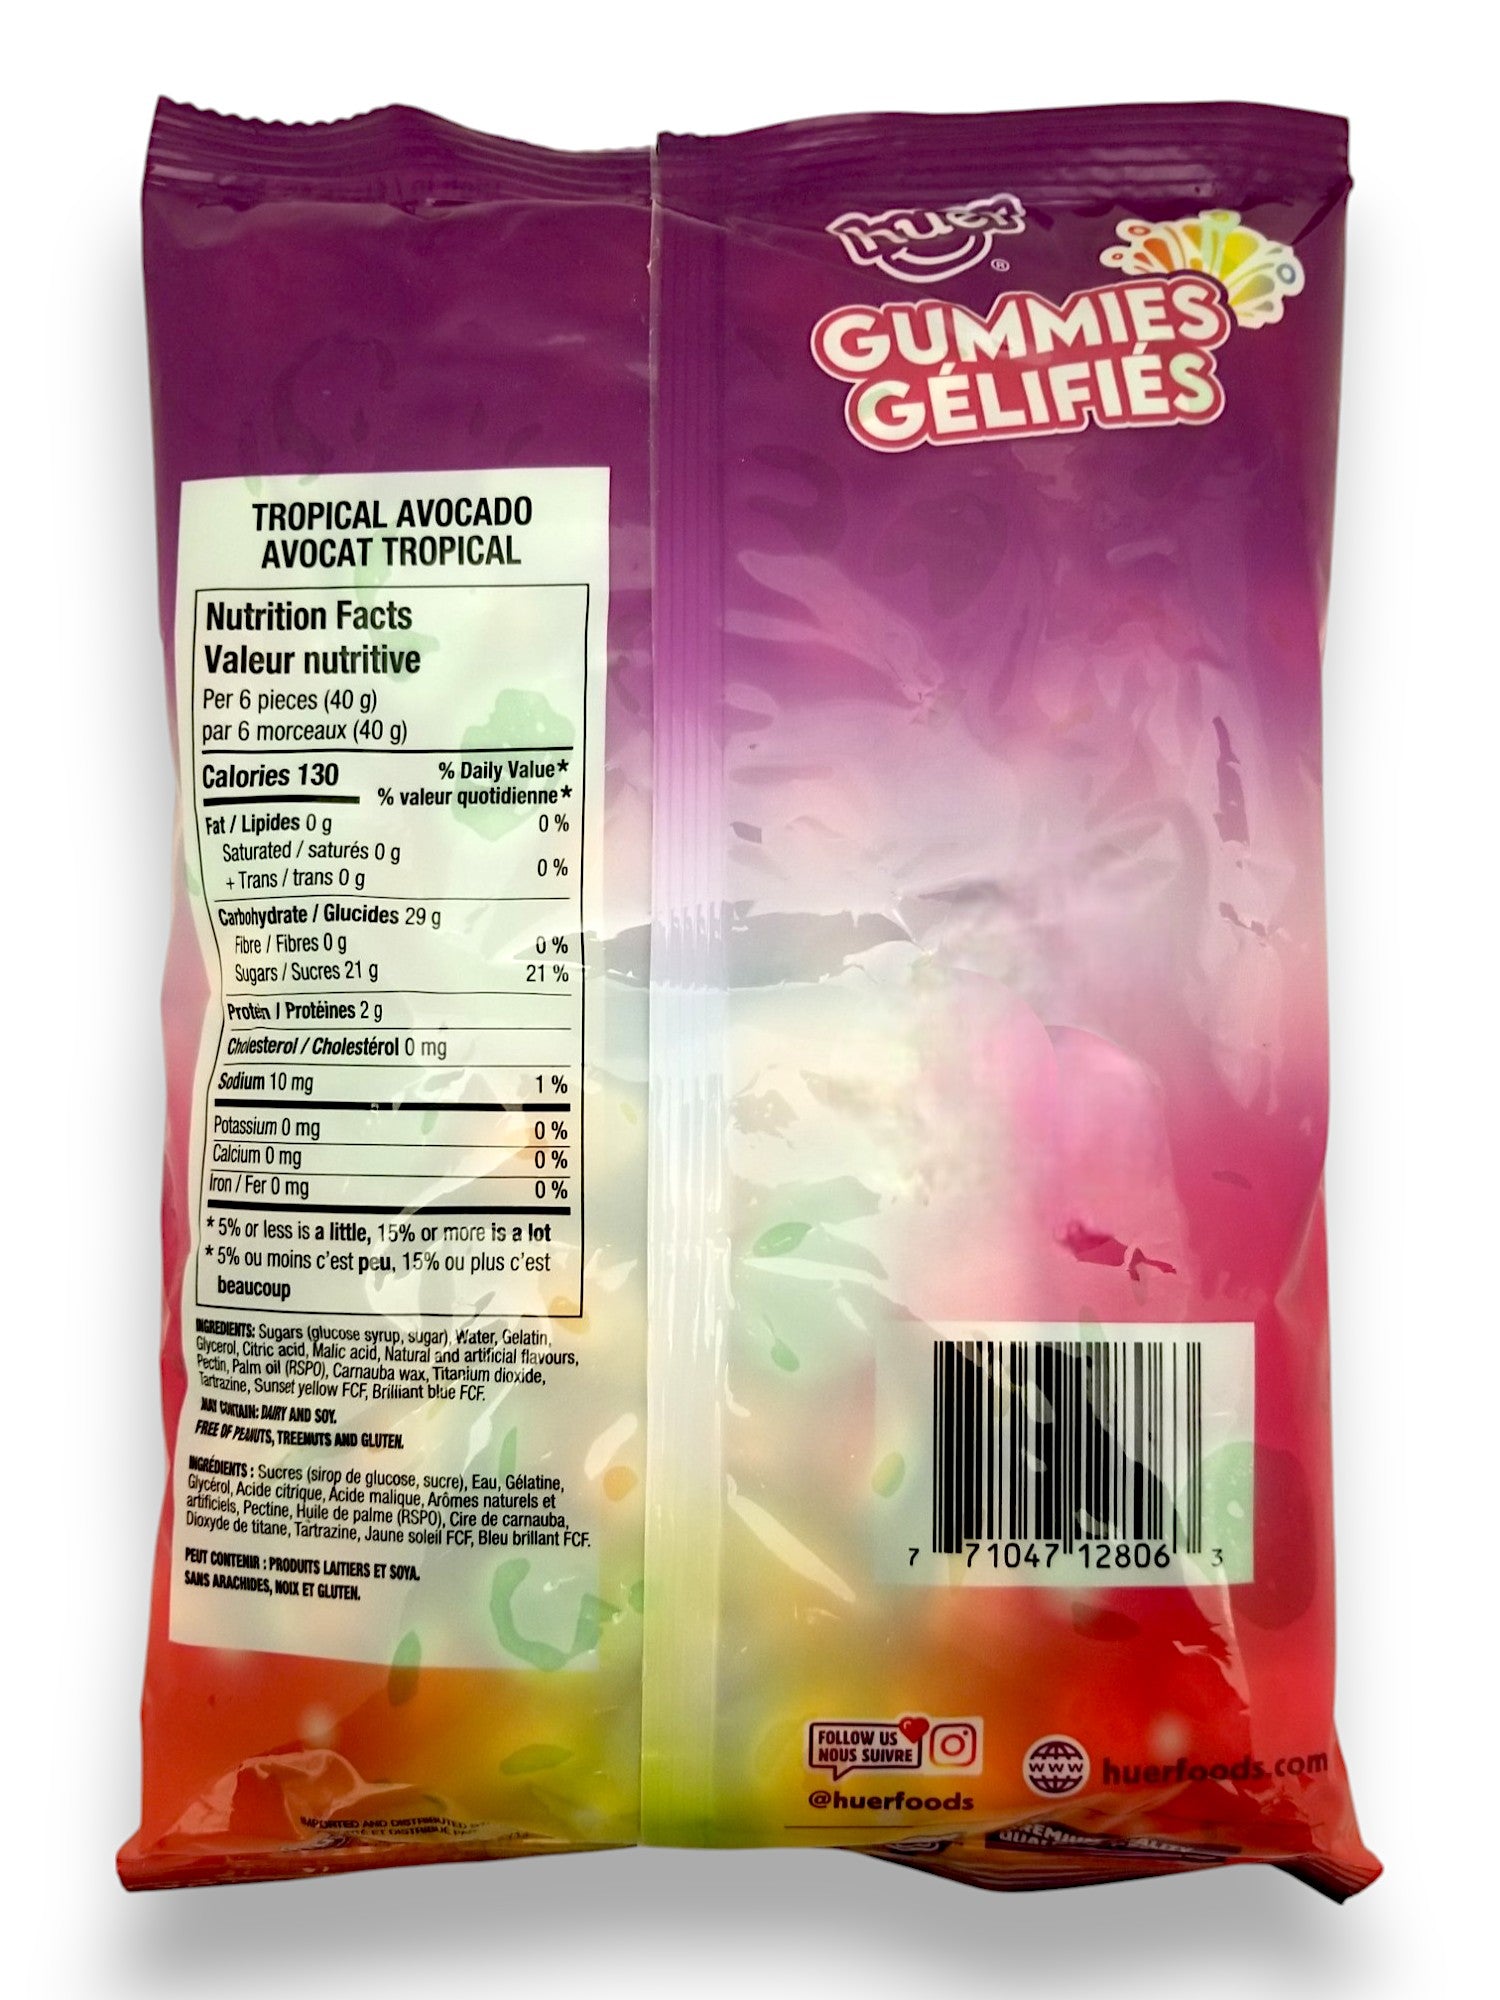 huer®
GUMMIES
GÉLIFIÉS
TROPICAL AVOCADO
AVOCAT TROPICAL
Nutrition Facts
Valeur nutritive
Per 6 pieces (40 g)
par 6 morceaux (40 g)
Calories 130
% Daily Value*
% valeur quotidienne*
Fat / Lipides 0 g 0 %
Saturated / saturés 0 g
+ Trans / trans 0 g 0 %
Carbohydrate / Glucides 29 g
Fibre / Fibres 0 g 0 %
Sugars / Sucres 21 g 21 %
Protein / Protéines 2 g
Cholesterol / Cholestérol 0 mg
Sodium 10 mg 1 %
Potassium 0 mg 0 %
Calcium 0 mg 0 %
Iron / Fer 0 mg 0 %
* 5% or less is a little, 15% or more is a lot
* 5% ou moins c'est peu, 15% ou plus c'est
beaucoup
INGREDIENTS: Sugars (glucose syrup, sugar), Water, Gelatin,
Glycerol, Citric acid, Malic acid, Natural and artificial flavours,
Pectin, Palm oil (RSPO), Carnauba wax, Titanium dioxide,
Tartrazine, Sunset yellow FCF, Brilliant blue FCF.
MAY CONTAIN: DAIRY AND SOY.
FREE OF PEANUTS, TREENUTS AND GLUTEN.
INGRÉDIENTS : Sucres (sirop de glucose, sucre), Eau, Gélatine,
Glycérol, Acide citrique, Acide malique, Arômes naturels et
artificiels, Pectine, Huile de palme (RSPO), Cire de carnauba,
Dioxyde de titane, Tartrazine, Jaune soleil FCF, Bleu brillant FCF.
PEUT CONTENIR : PRODUITS LAITIERS ET SOYA.
SANS ARACHIDES, NOIX ET GLUTEN.
7 71047 12806 3
FOLLOW US
NOUS SUIVRE
@huerfoods
www huerfoods.com
IMPORTED AND DISTRIBUTED